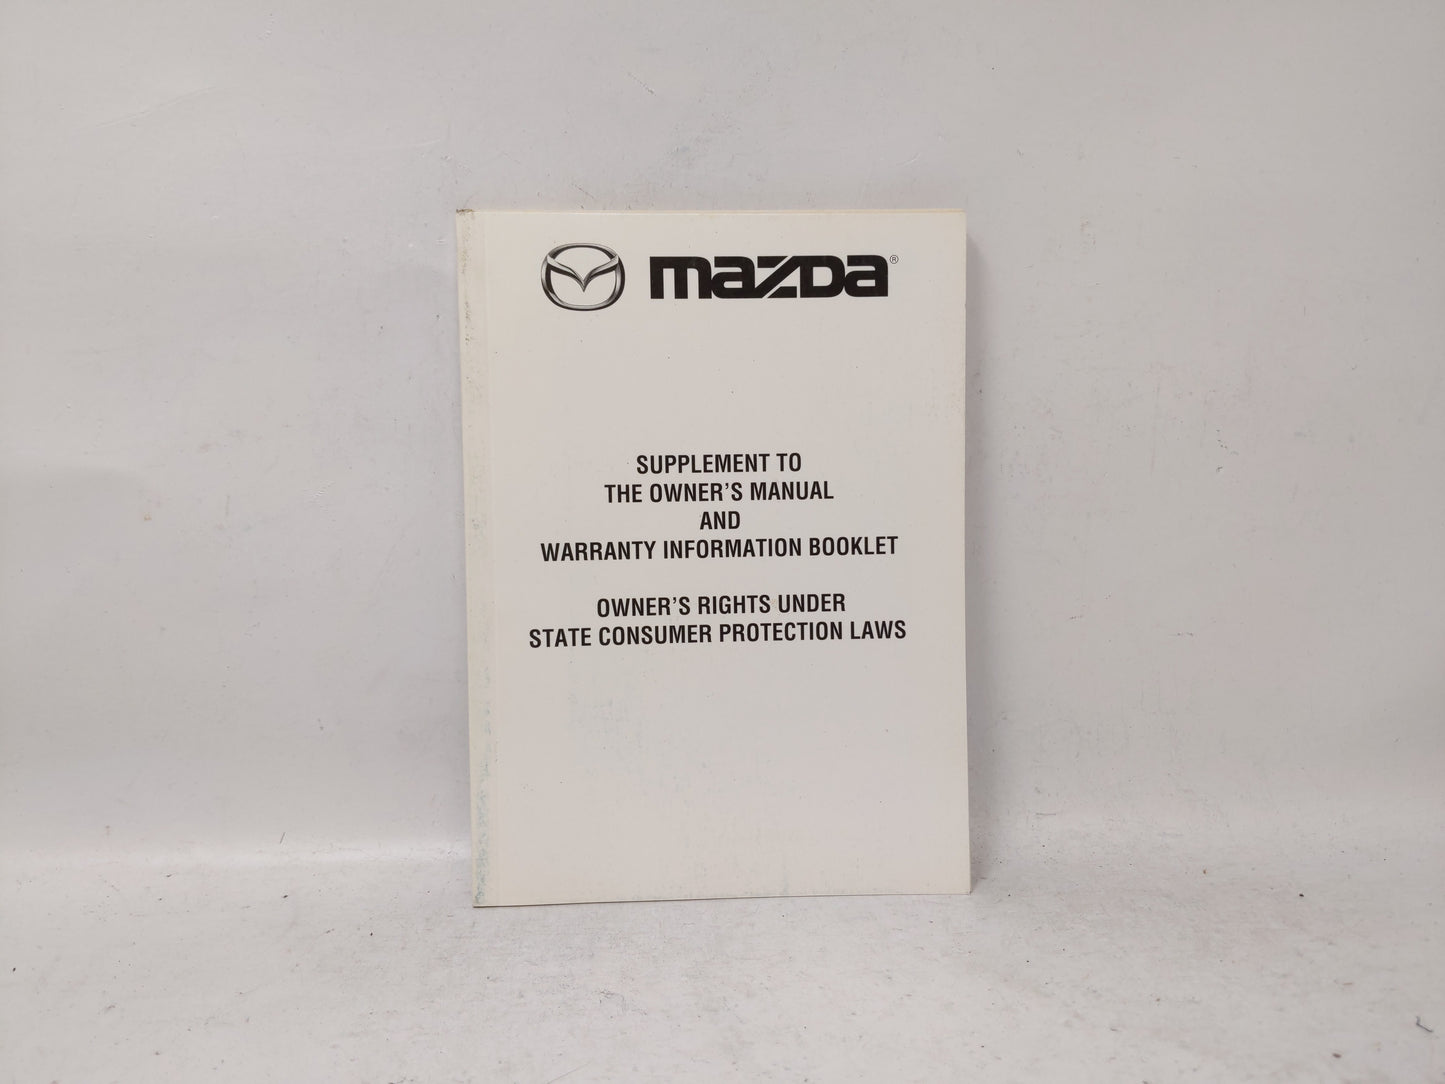 mazda®
SUPPLEMENT TO
THE OWNER'S MANUAL
AND
WARRANTY INFORMATION BOOKLET
OWNER'S RIGHTS UNDER
STATE CONSUMER PROTECTION LAWS